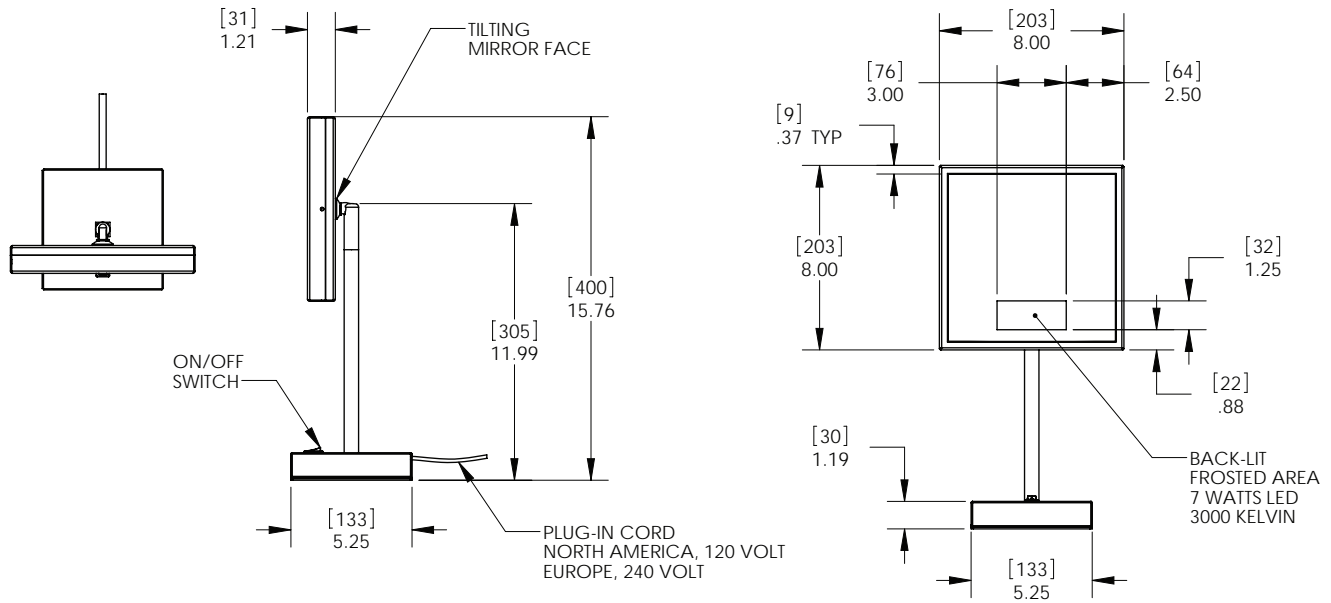 [31]
1.21
TILTING
MIRROR FACE
[400]
15.76
[305]
11.99
ON/OFF
SWITCH
[133]
5.25
PLUG-IN CORD
NORTH AMERICA, 120 VOLT
EUROPE, 240 VOLT
[203]
8.00
[76]
3.00
[64]
2.50
[9]
.37 TYP
[203]
8.00
[32]
1.25
[22]
.88
[30]
1.19
BACK-LIT
FROSTED AREA
7 WATTS LED
3000 KELVIN
[133]
5.25